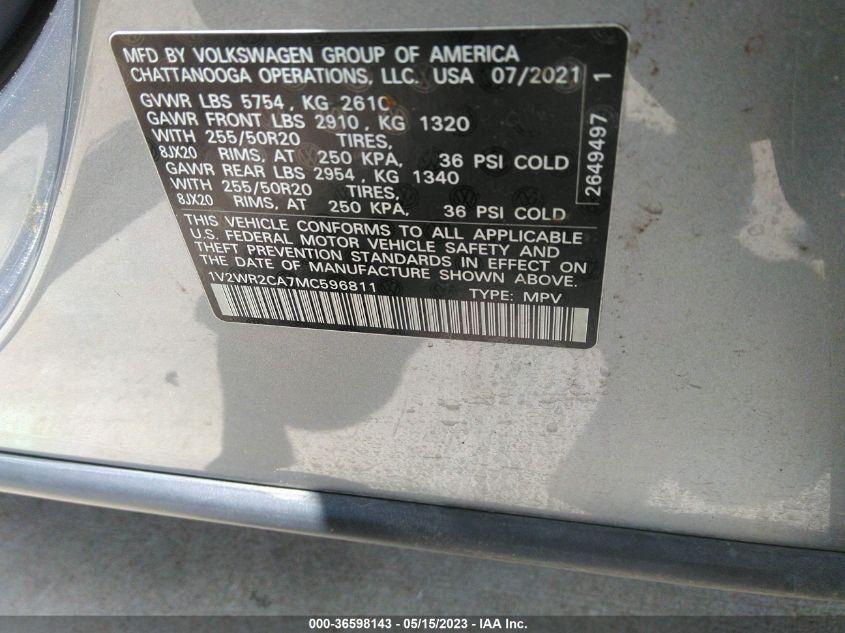 MFD BY VOLKSWAGEN GROUP OF AMERICA
CHATTANOOGA OPERATIONS, LLC. USA 07/2021
GVWR LBS 5754, KG 2610
GAWR FRONT LBS 2910, KG 1320
WITH 255/50R20 TIRES,
8JX20 RIMS, AT 250 KPA, 36 PSI COLD
GAWR REAR LBS 2954, KG 1340
WITH 255/50R20 TIRES,
8JX20 RIMS, AT 250 KPA, 36 PSI COLD
THIS VEHICLE CONFORMS TO ALL APPLICABLE
U.S. FEDERAL MOTOR VEHICLE SAFETY AND
THEFT PREVENTION STANDARDS IN EFFECT ON
THE DATE OF MANUFACTURE SHOWN ABOVE.
1V2WR2CA7MC596811 TYPE: MPV
2649497 1
000-36598143 - 05/15/2023 - IAA Inc.